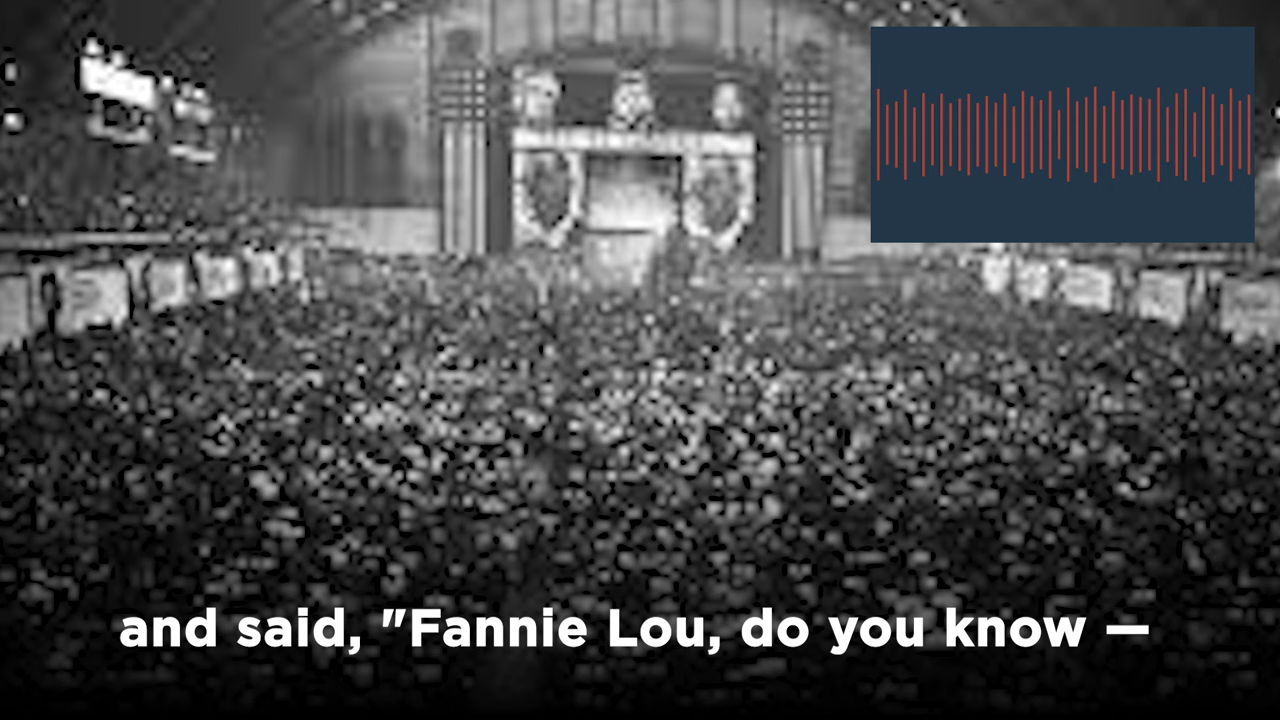 and said, "Fannie Lou, do you know —